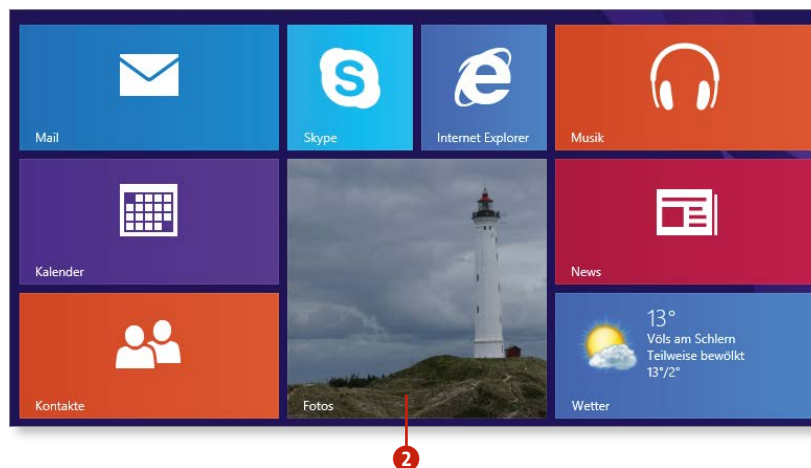 Mail
Skype
Internet Explorer
Musik
Kalender
News
Kontakte
Fotos
13°
Völs am Schlern
Teilweise bewölkt
13°/2°
Wetter
2